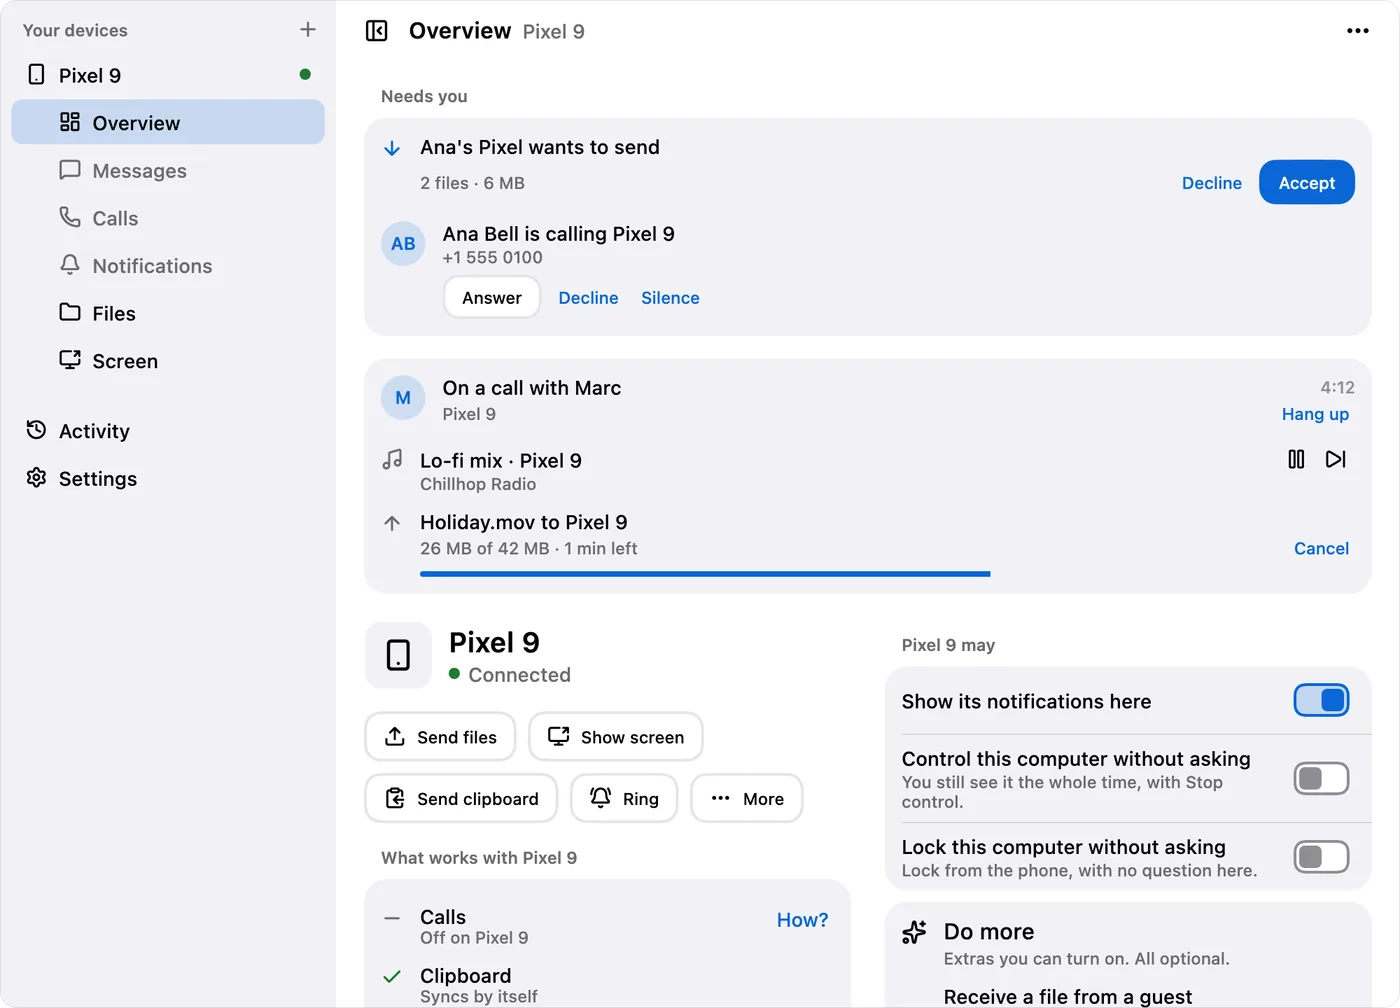 Your devices
Pixel 9
Overview
Messages
Calls
Notifications
Files
Screen
Activity
Settings
Overview Pixel 9
Needs you
Ana's Pixel wants to send
2 files · 6 MB
Decline
Accept
AB
Ana Bell is calling Pixel 9
+1 555 0100
Answer
Decline
Silence
M
On a call with Marc
Pixel 9
4:12
Hang up
Lo-fi mix · Pixel 9
Chillhop Radio
Holiday.mov to Pixel 9
26 MB of 42 MB · 1 min left
Cancel
Pixel 9
Connected
Send files
Show screen
Send clipboard
Ring
More
What works with Pixel 9
Calls
Off on Pixel 9
How?
Clipboard
Syncs by itself
Pixel 9 may
Show its notifications here
Control this computer without asking
You still see it the whole time, with Stop
control.
Lock this computer without asking
Lock from the phone, with no question here.
Do more
Extras you can turn on. All optional.
Receive a file from a guest